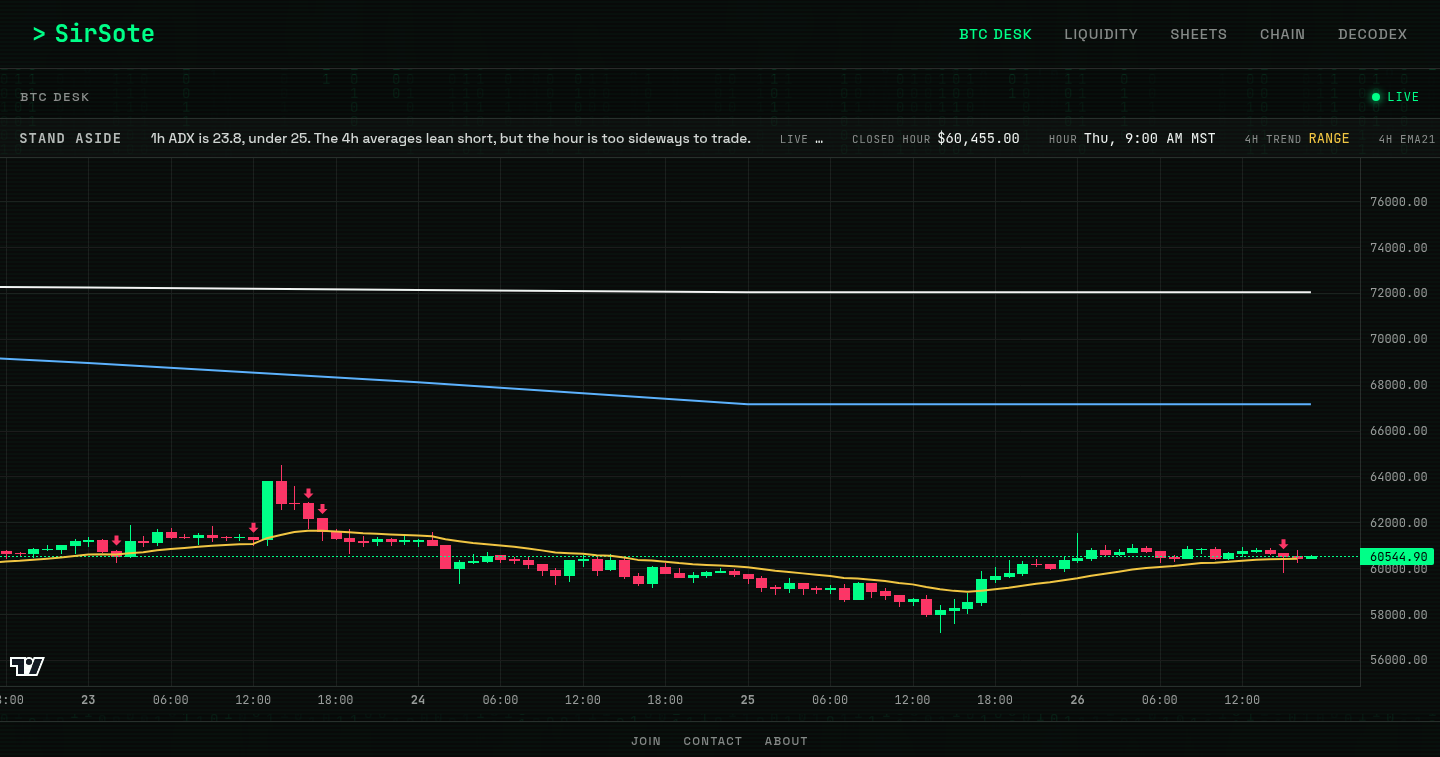 > SirSote
BTC DESK LIQUIDITY SHEETS CHAIN DECODEX
BTC DESK
LIVE
STAND ASIDE 1h ADX is 23.8, under 25. The 4h averages lean short, but the hour is too sideways to trade. LIVE … CLOSED HOUR $60,455.00 HOUR Thu, 9:00 AM MST 4H TREND RANGE 4H EMA21
76000.00
74000.00
72000.00
70000.00
68000.00
66000.00
64000.00
62000.00
60544.90
60000.00
58000.00
56000.00
:00 23 06:00 12:00 18:00 24 06:00 12:00 18:00 25 06:00 12:00 18:00 26 06:00 12:00
JOIN CONTACT ABOUT